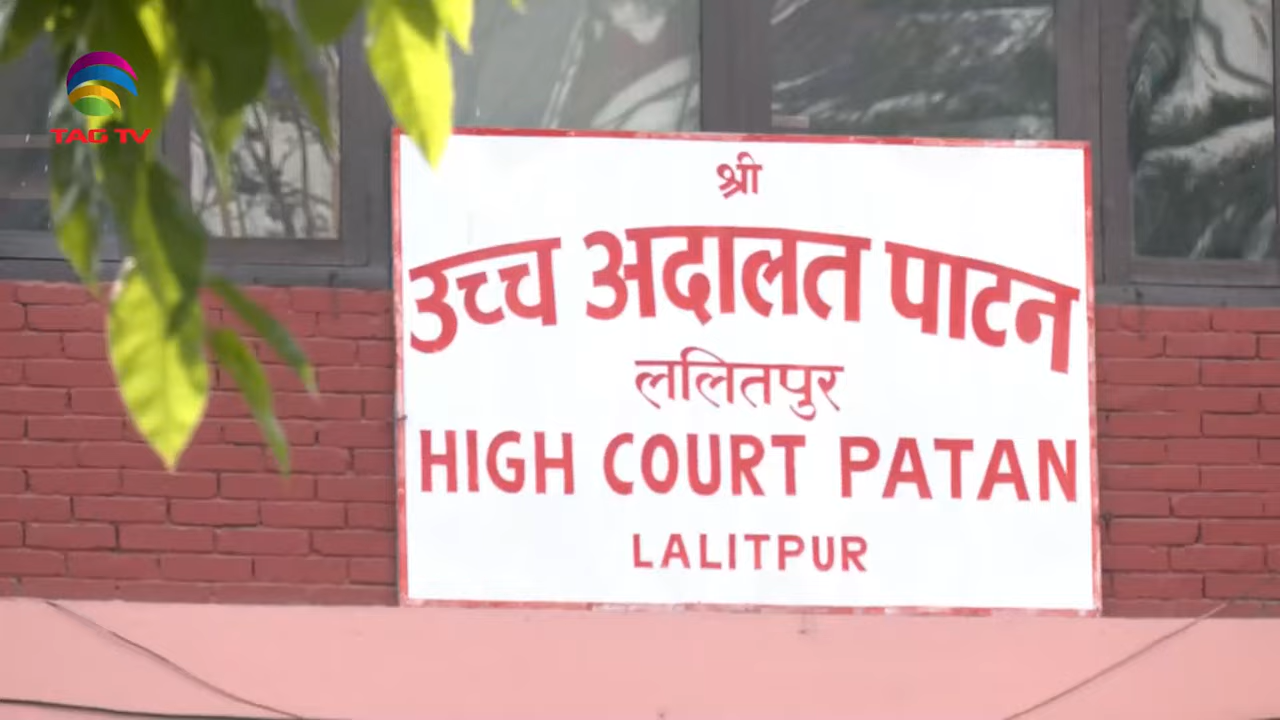 TAG TV
श्री
उच्च अदालत पाटन
ललितपुर
HIGH COURT PATAN
LALITPUR